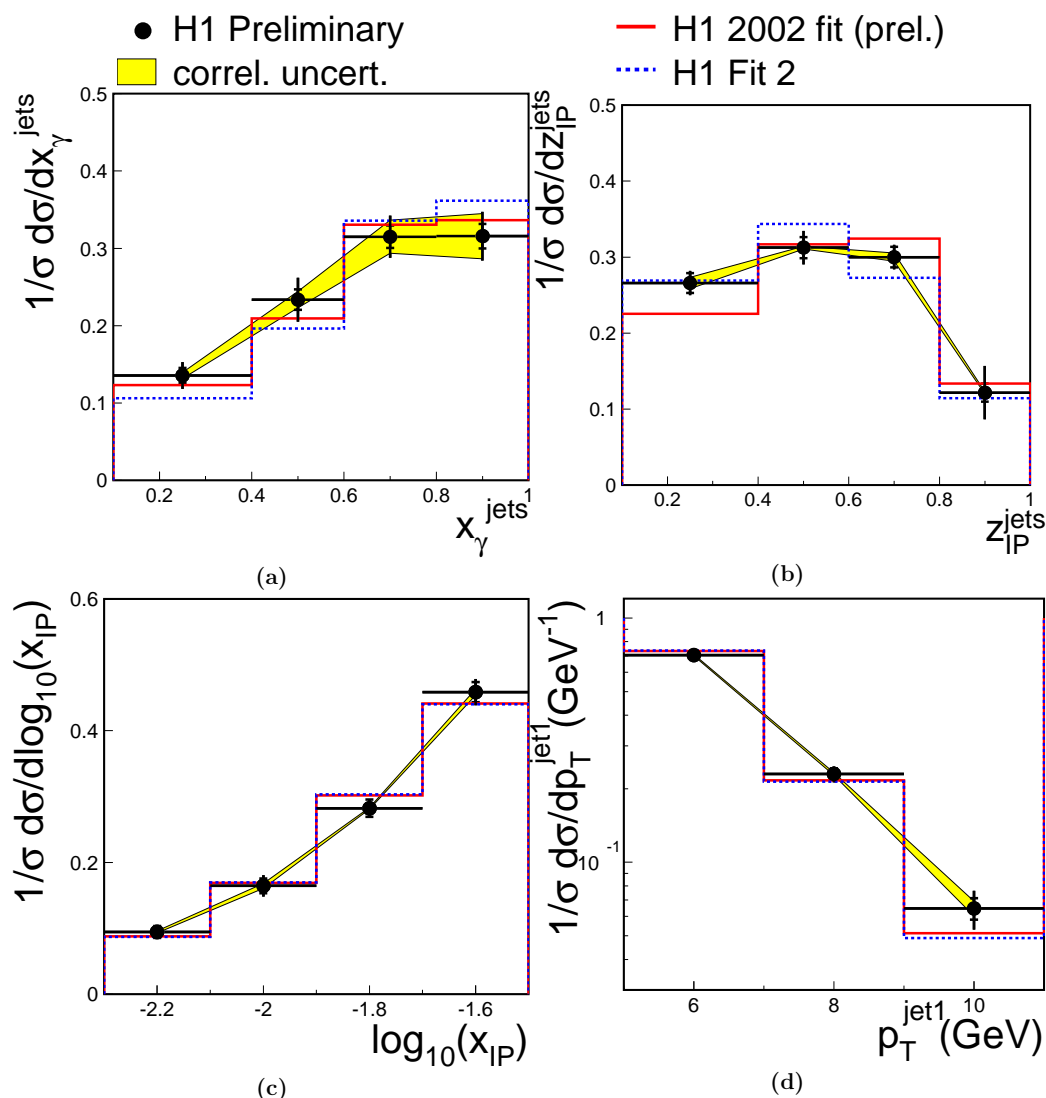 H1 Preliminary
correl. uncert.
H1 2002 fit (prel.)
H1 Fit 2
1/σ dσ/dx_γ^jets
0.5
0.4
0.3
0.2
0.1
0
0.2 0.4 0.6 0.8 1
x_γ^jets
(a)
1/σ dσ/dz_IP^jets
0.5
0.4
0.3
0.2
0.1
0
0.2 0.4 0.6 0.8 1
z_IP^jets
(b)
1/σ dσ/dlog_10(x_IP)
0.6
0.4
0.2
0
-2.2 -2 -1.8 -1.6
log_10(x_IP)
(c)
1/σ dσ/dp_T^jet1(GeV^-1)
1
10^-1
6 8 10
p_T^jet1(GeV)
(d)